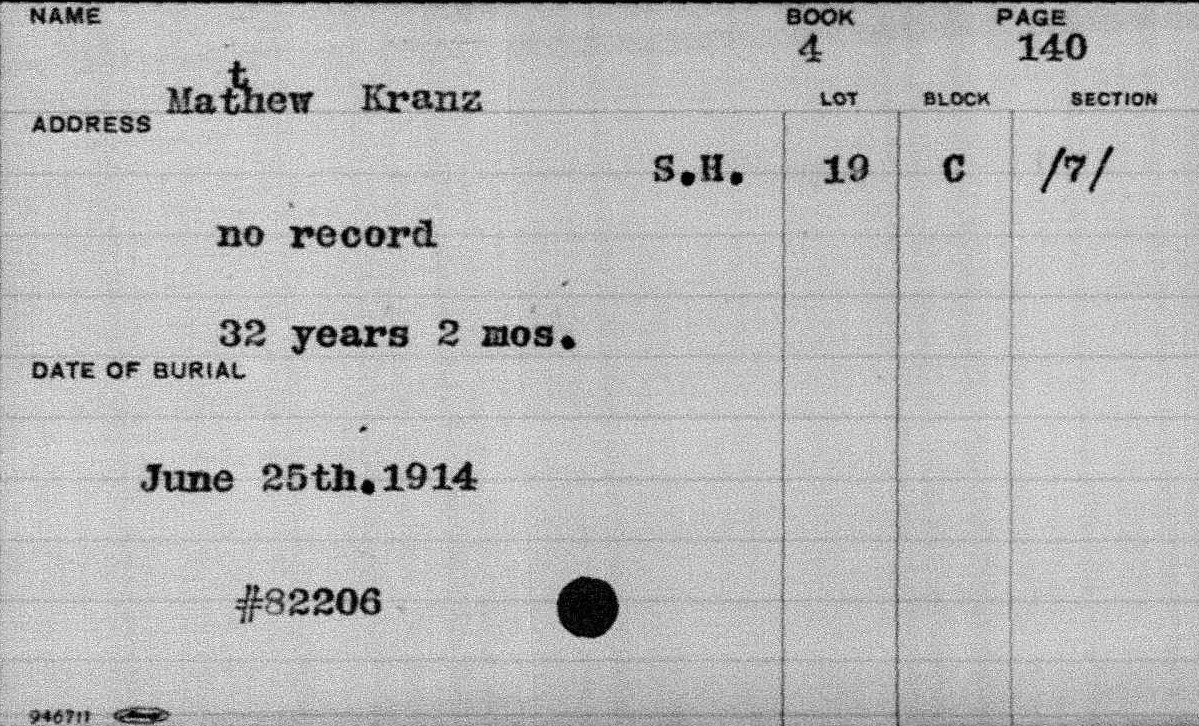 NAME BOOK PAGE
4 140
Matthew Kranz
LOT BLOCK SECTION
ADDRESS
S.H. 19 C /7/
no record
32 years 2 mos.
DATE OF BURIAL
June 25th.1914
#82206
946711